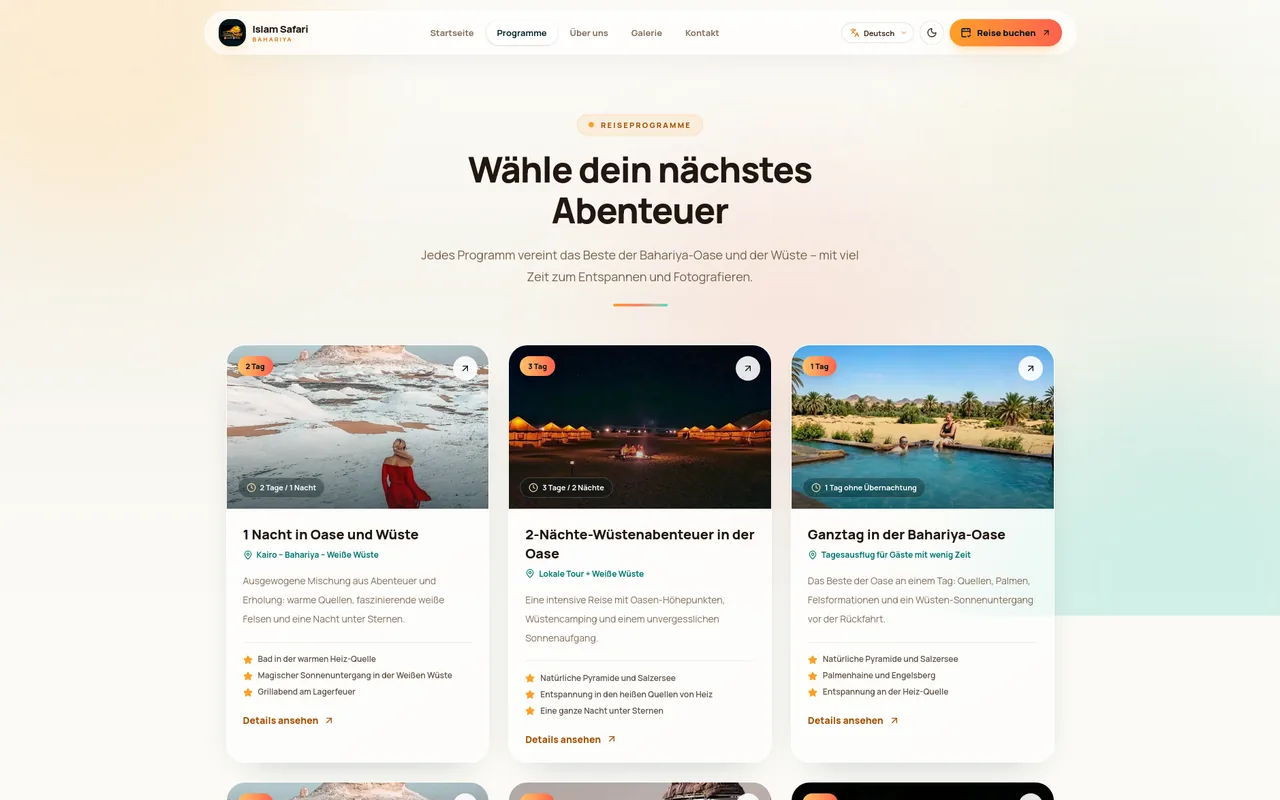 Islam Safari
BAHARIYA
Startseite
Programme
Über uns
Galerie
Kontakt
Deutsch
Reise buchen
REISEPROGRAMME
Wähle dein nächstes
Abenteuer
Jedes Programm vereint das Beste der Bahariya-Oase und der Wüste – mit viel
Zeit zum Entspannen und Fotografieren.
2 Tag
2 Tage / 1 Nacht
1 Nacht in Oase und Wüste
Kairo – Bahariya – Weiße Wüste
Ausgewogene Mischung aus Abenteuer und
Erholung: warme Quellen, faszinierende weiße
Felsen und eine Nacht unter Sternen.
Bad in der warmen Heiz-Quelle
Magischer Sonnenuntergang in der Weißen Wüste
Grillabend am Lagerfeuer
Details ansehen
3 Tag
3 Tage / 2 Nächte
2-Nächte-Wüstenabenteuer in der
Oase
Lokale Tour + Weiße Wüste
Eine intensive Reise mit Oasen-Höhepunkten,
Wüstencamping und einem unvergesslichen
Sonnenaufgang.
Natürliche Pyramide und Salzersee
Entspannung in den heißen Quellen von Heiz
Eine ganze Nacht unter Sternen
Details ansehen
1 Tag
1 Tag ohne Übernachtung
Ganztag in der Bahariya-Oase
Tagesausflug für Gäste mit wenig Zeit
Das Beste der Oase an einem Tag: Quellen, Palmen,
Felsformationen und ein Wüsten-Sonnenuntergang
vor der Rückfahrt.
Natürliche Pyramide und Salzersee
Palmenhaine und Engelsberg
Entspannung an der Heiz-Quelle
Details ansehen